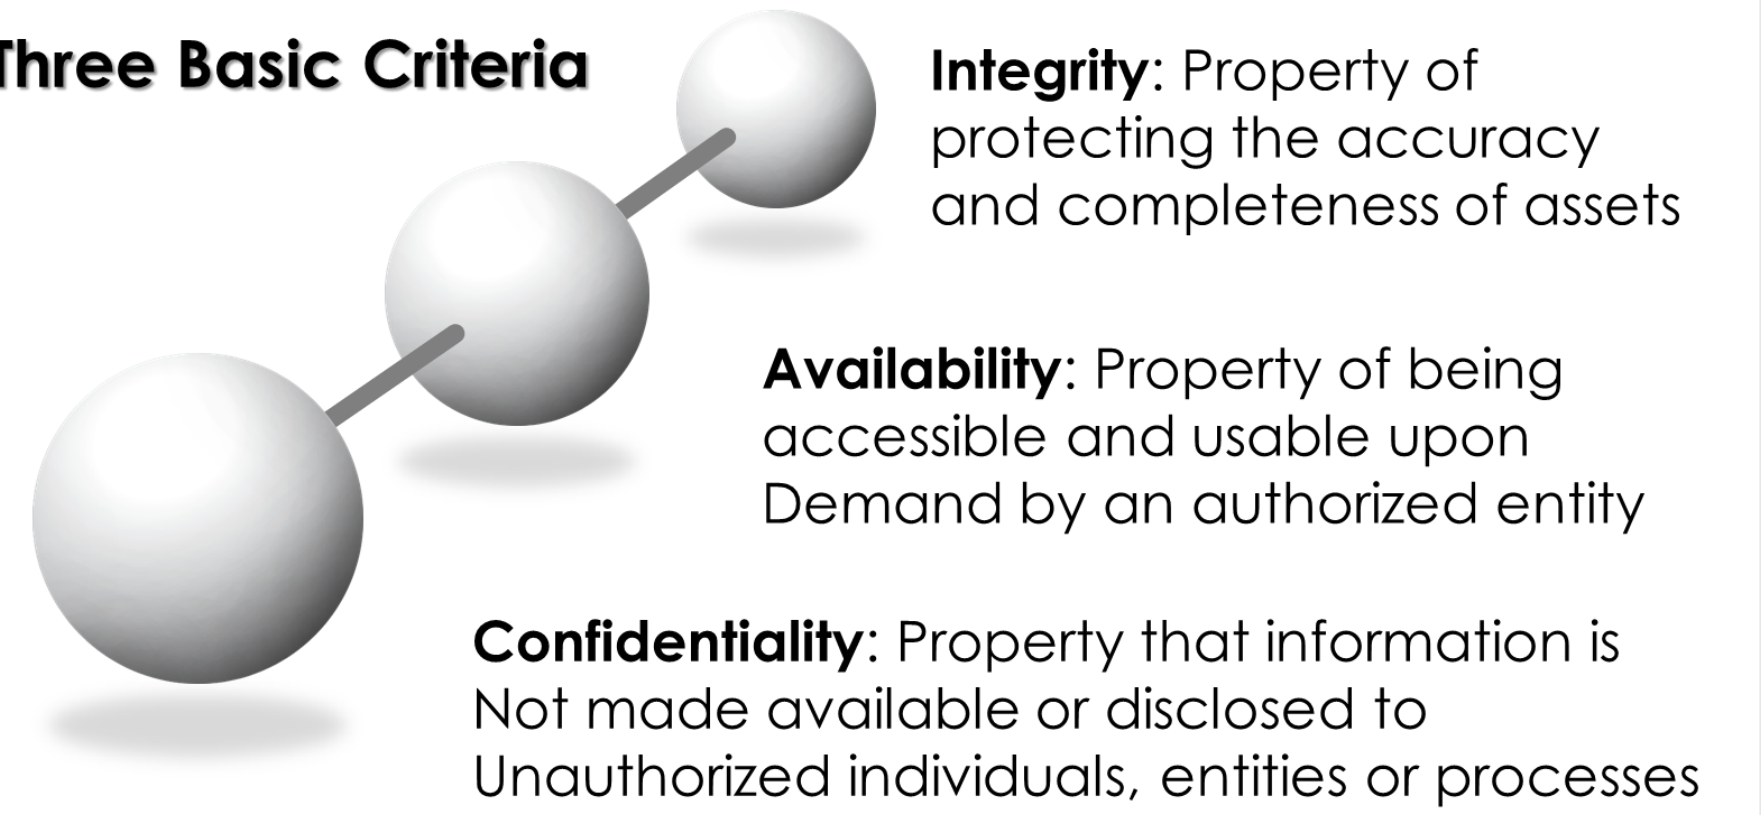 Three Basic Criteria
Integrity: Property of
protecting the accuracy
and completeness of assets
Availability: Property of being
accessible and usable upon
Demand by an authorized entity
Confidentiality: Property that information is
Not made available or disclosed to
Unauthorized individuals, entities or processes